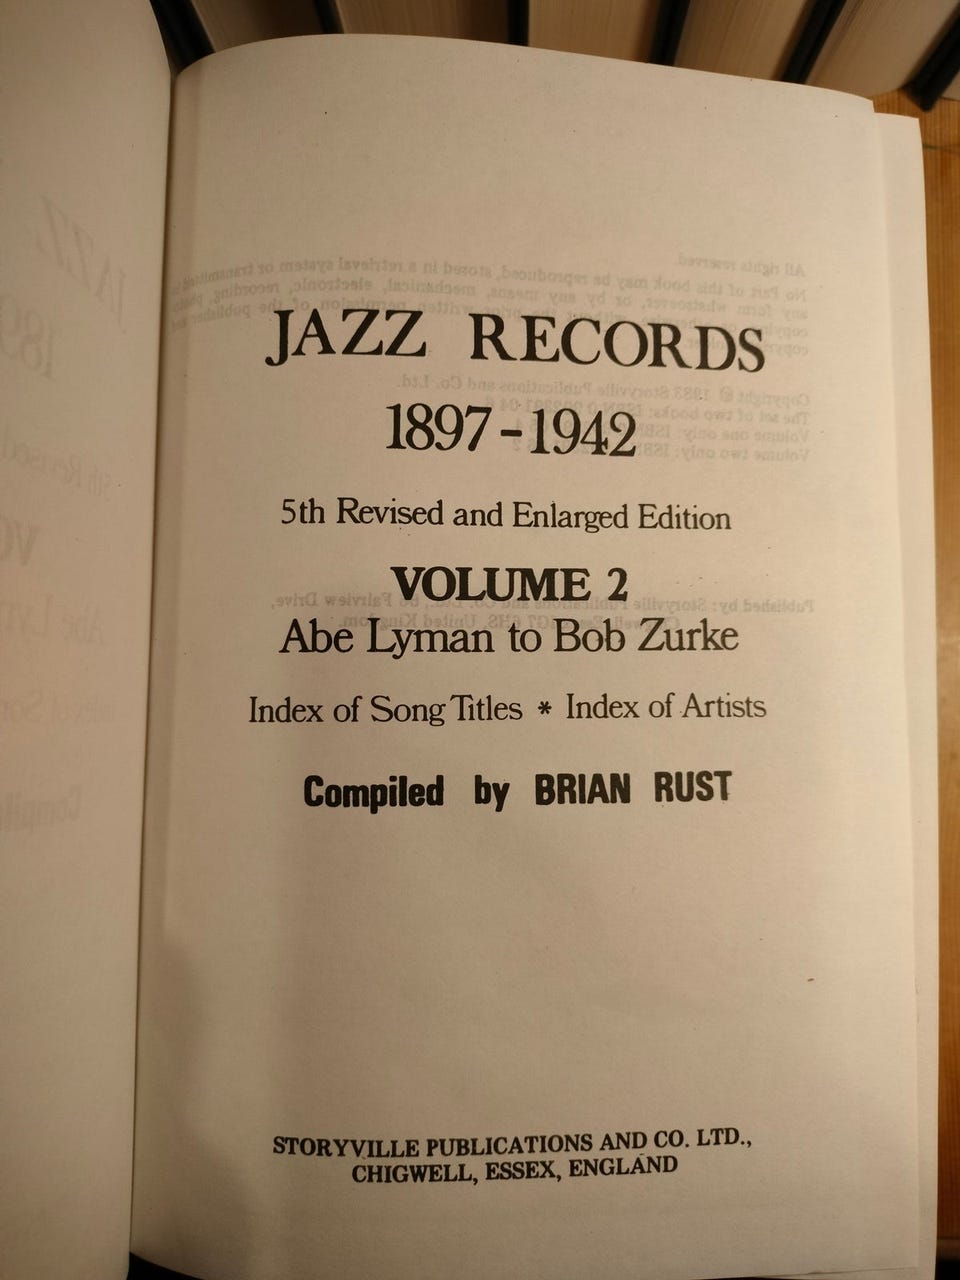 JAZZ RECORDS
1897-1942
5th Revised and Enlarged Edition
VOLUME 2
Abe Lyman to Bob Zurke
Index of Song Titles * Index of Artists
Compiled by BRIAN RUST
STORYVILLE PUBLICATIONS AND CO. LTD.,
CHIGWELL, ESSEX, ENGLAND